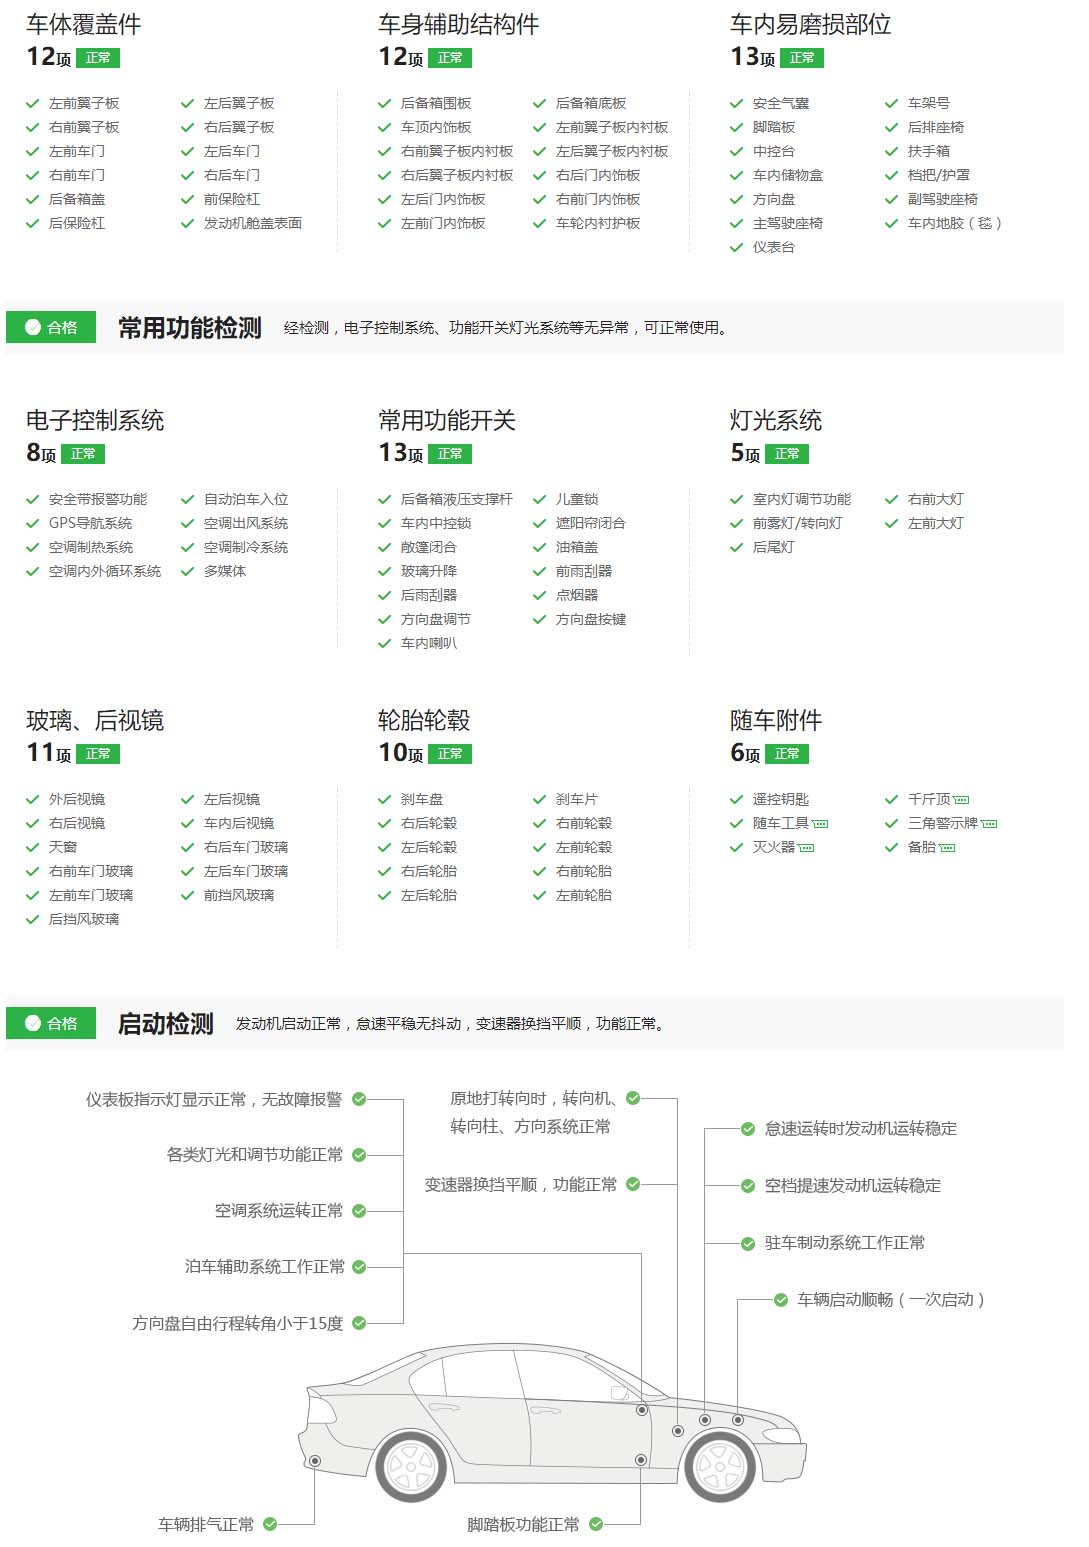 车体覆盖件
12项 正常
左前翼子板
左后翼子板
右前翼子板
右后翼子板
左前车门
左后车门
右前车门
右后车门
后备箱盖
前保险杠
后保险杠
发动机舱盖表面
车身辅助结构件
12项 正常
后备箱围板
后备箱底板
车顶内饰板
左前翼子板内衬板
右前翼子板内衬板
左后翼子板内衬板
右后翼子板内衬板
右后门内饰板
左后门内饰板
右前门内饰板
左前门内饰板
车轮内衬护板
车内易磨损部位
13项 正常
安全气囊
车架号
脚踏板
后排座椅
中控台
扶手箱
车内储物盒
档把/护罩
方向盘
副驾驶座椅
主驾驶座椅
车内地胶（毯）
仪表台
合格 常用功能检测 经检测，电子控制系统、功能开关灯光系统等无异常，可正常使用。
电子控制系统
8项 正常
安全带报警功能
自动泊车入位
GPS导航系统
空调出风系统
空调制热系统
空调制冷系统
空调内外循环系统
多媒体
常用功能开关
13项 正常
后备箱液压支撑杆
儿童锁
车内中控锁
遮阳帘闭合
敞篷闭合
油箱盖
玻璃升降
前雨刮器
后雨刮器
点烟器
方向盘调节
方向盘按键
车内喇叭
灯光系统
5项 正常
室内灯调节功能
右前大灯
前雾灯/转向灯
左前大灯
后尾灯
玻璃、后视镜
11项 正常
外后视镜
左后视镜
右后视镜
车内后视镜
天窗
右后车门玻璃
右前车门玻璃
左后车门玻璃
左前车门玻璃
前挡风玻璃
后挡风玻璃
轮胎轮毂
10项 正常
刹车盘
刹车片
右后轮毂
右前轮毂
左后轮毂
左前轮毂
右后轮胎
右前轮胎
左后轮胎
左前轮胎
随车附件
6项 正常
遥控钥匙
千斤顶
随车工具
三角警示牌
灭火器
备胎
合格 启动检测 发动机启动正常，怠速平稳无抖动，变速器换挡平顺，功能正常。
仪表板指示灯显示正常，无故障报警
各类灯光和调节功能正常
空调系统运转正常
泊车辅助系统工作正常
方向盘自由行程转角小于15度
原地打转向时，转向机、
转向柱、方向系统正常
变速器换挡平顺，功能正常
怠速运转时发动机运转稳定
空档提速发动机运转稳定
驻车制动系统工作正常
车辆启动顺畅（一次启动）
车辆排气正常
脚踏板功能正常